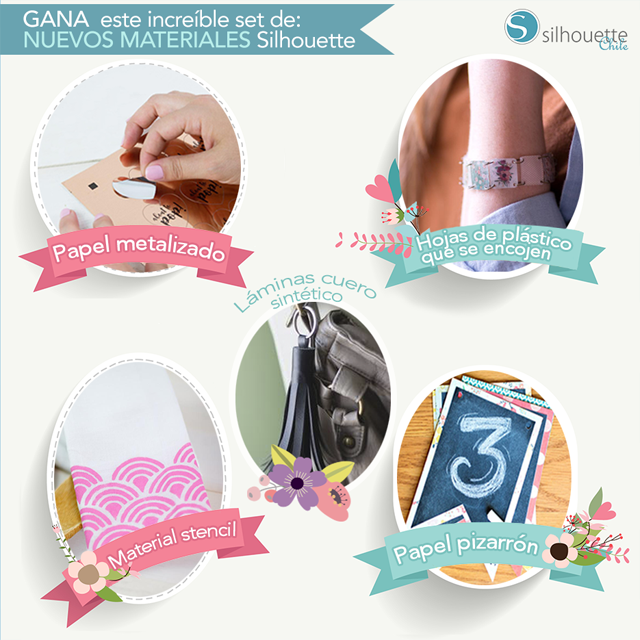 GANA este increíble set de:
NUEVOS MATERIALES Silhouette
S silhouette
Chile
Papel metalizado
Hojas de plástico
que se encojen
Láminas cuero
sintético
3
Material stencil
Papel pizarrón